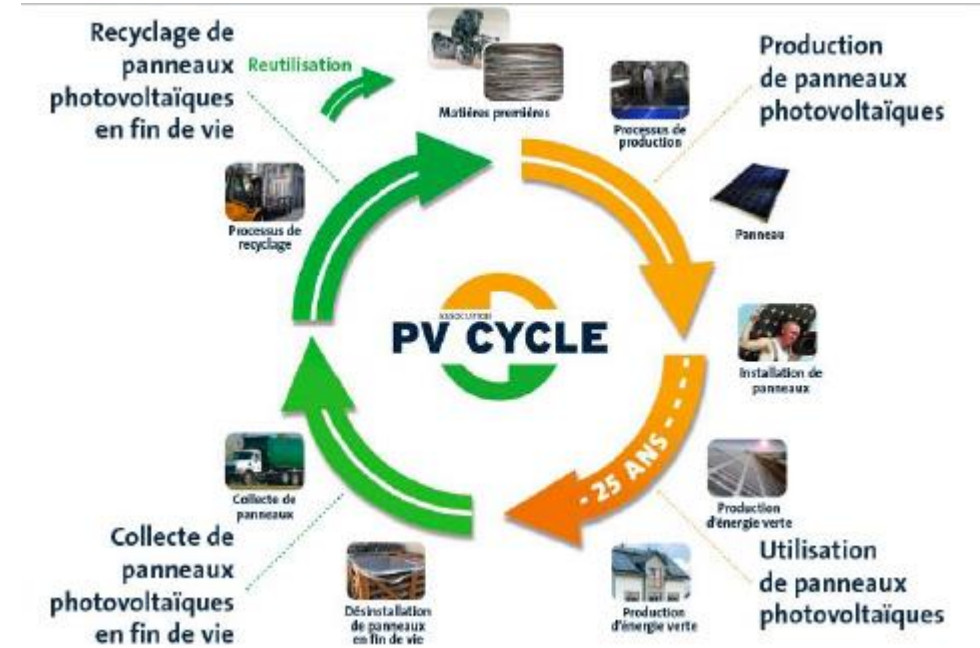 Recyclage de
panneaux
photovoltaïques
en fin de vie
Reutilisation
Matières premières
Processus de
production
Production
de panneaux
photovoltaïques
Processus de
recyclage
Panneau
ASSOCIATION
PV CYCLE
Installation de
panneaux
- 25 ANS -
Collecte de
panneaux
Production
d'énergie verte
Collecte de
panneaux
photovoltaïques
en fin de vie
Désinstallation
de panneaux
en fin de vie
Production
d'énergie verte
Utilisation
de panneaux
photovoltaïques